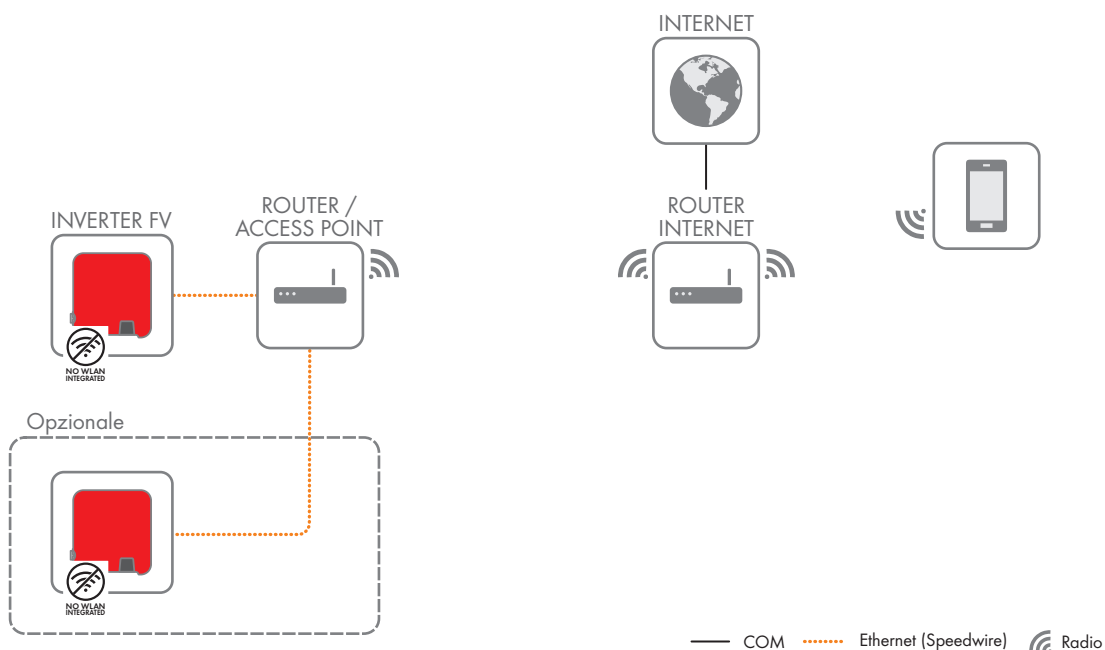 INTERNET
INVERTER FV
ROUTER /
ACCESS POINT
ROUTER
INTERNET
NO WLAN
INTEGRATED
Opzionale
NO WLAN
INTEGRATED
COM
Ethernet (Speedwire)
Radio